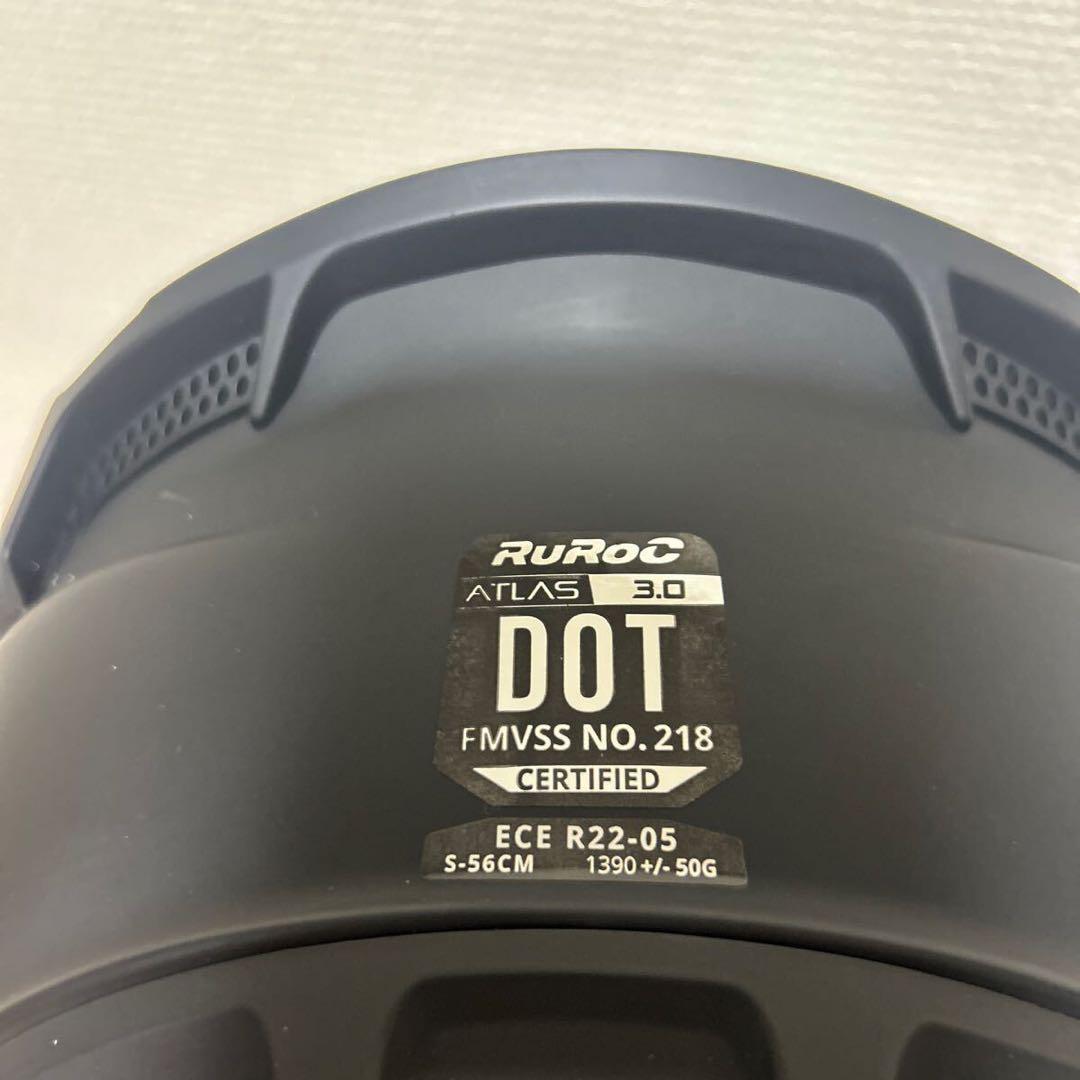 RUROC
ATLAS 3.0
DOT
FMVSS NO. 218
CERTIFIED
ECE R22-05
S-56CM 1390 +/- 50G